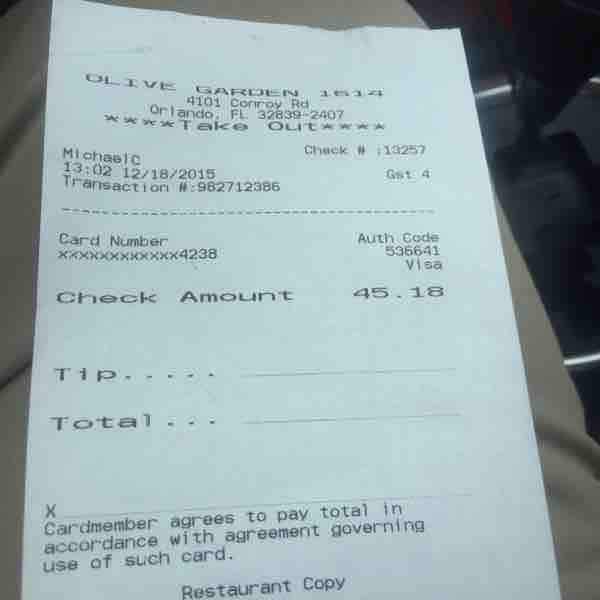 OLIVE GARDEN 1614
4101 Conroy Rd
Orlando, FL 32839-2407
****Take Out****
MichaelC Check # :13257
13:02 12/18/2015 Gst 4
Transaction #:982712386
Card Number Auth Code
xxxxxxxxxxxx4238 536641
Visa
Check Amount 45.18
Tip.....
Total...
X
Cardmember agrees to pay total in
accordance with agreement governing
use of such card.
Restaurant Copy